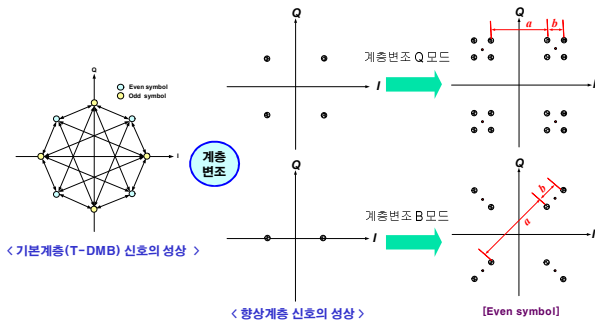 Q
I
Even symbol
Odd symbol
< 기본계층(T-DMB) 신호의 성상 >
계층
변조
Q
I
Q
I
< 향상계층 신호의 성상 >
계층변조 Q 모드
계층변조 B 모드
Q
a
b
I
Q
b
a
I
[Even symbol]